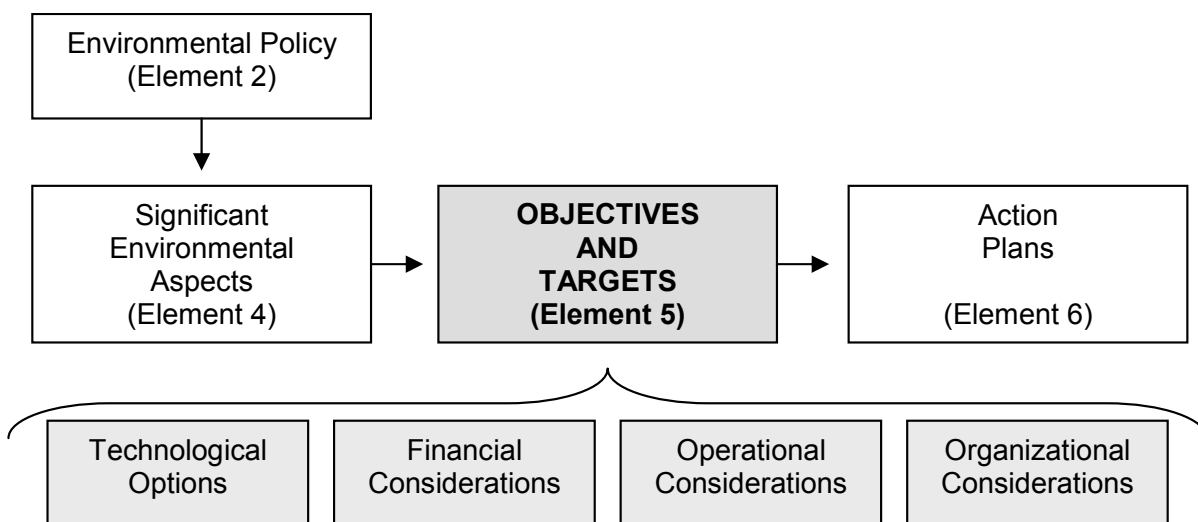 Environmental Policy
(Element 2)
Significant
Environmental
Aspects
(Element 4)
OBJECTIVES
AND
TARGETS
(Element 5)
Action
Plans
(Element 6)
Technological
Options
Financial
Considerations
Operational
Considerations
Organizational
Considerations